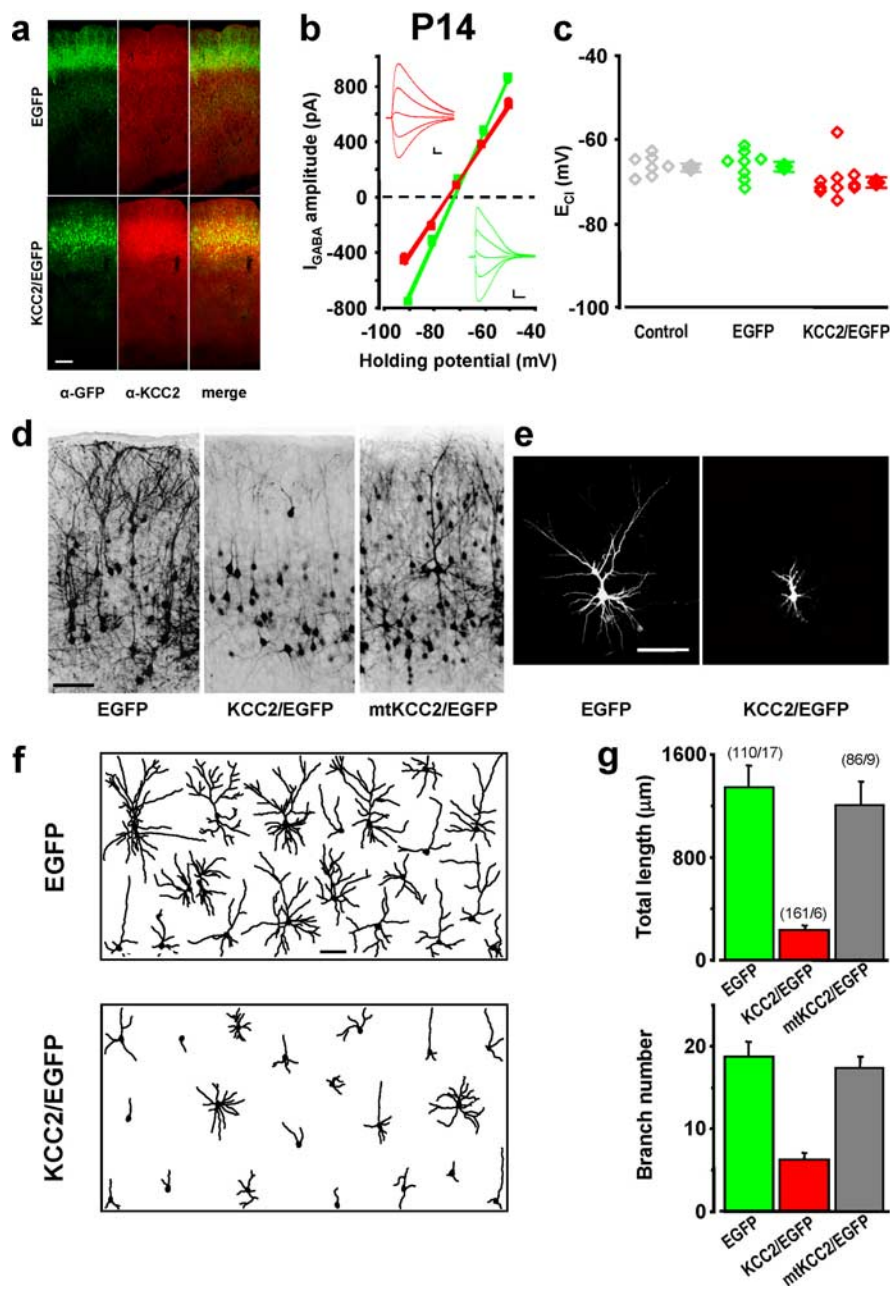 a
EGFP
KCC2/EGFP
α-GFP
α-KCC2
merge
b
P14
I_GABA amplitude (pA)
800
400
0
-400
-800
-100
-80
-60
-40
Holding potential (mV)
c
E_Cl (mV)
-40
-60
-80
-100
Control
EGFP
KCC2/EGFP
d
EGFP
KCC2/EGFP
mtKCC2/EGFP
e
EGFP
KCC2/EGFP
f
EGFP
KCC2/EGFP
g
Total length (μm)
1600
800
0
(110/17)
(161/6)
(86/9)
EGFP
KCC2/EGFP
mtKCC2/EGFP
Branch number
20
10
0
EGFP
KCC2/EGFP
mtKCC2/EGFP